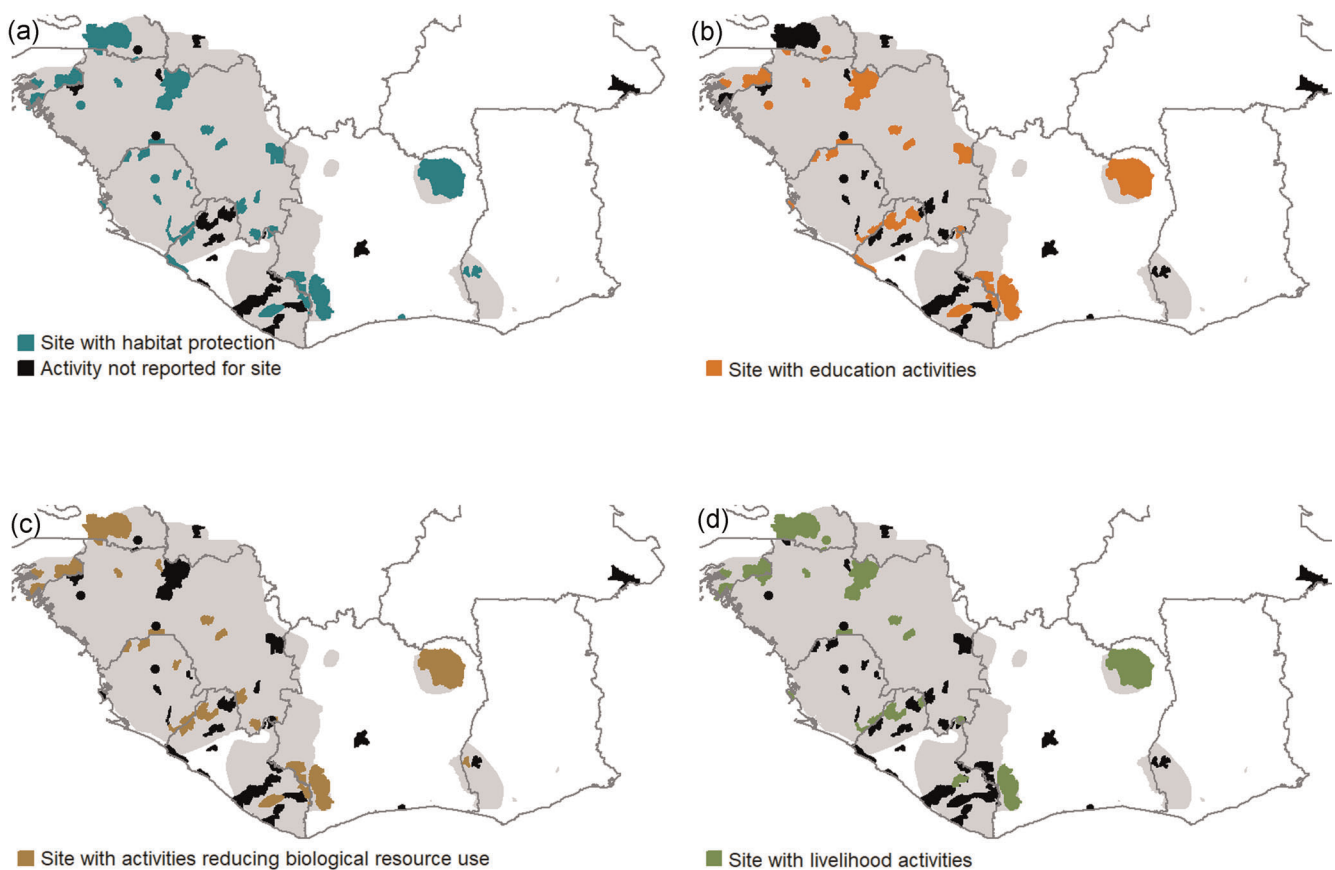 (a)
(b)
Site with habitat protection
Activity not reported for site
Site with education activities
(c)
(d)
Site with activities reducing biological resource use
Site with livelihood activities